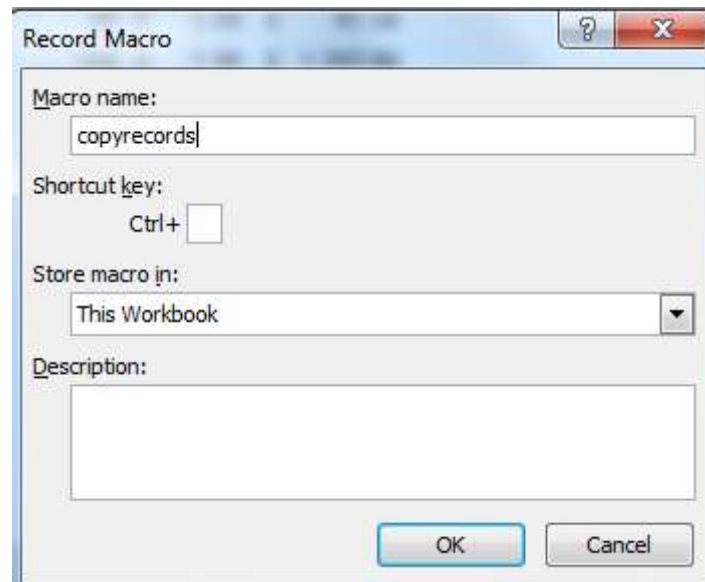 Record Macro
?
Macro name:
copyrecords
Shortcut key:
Ctrl+
Store macro in:
This Workbook
Description:
OK Cancel